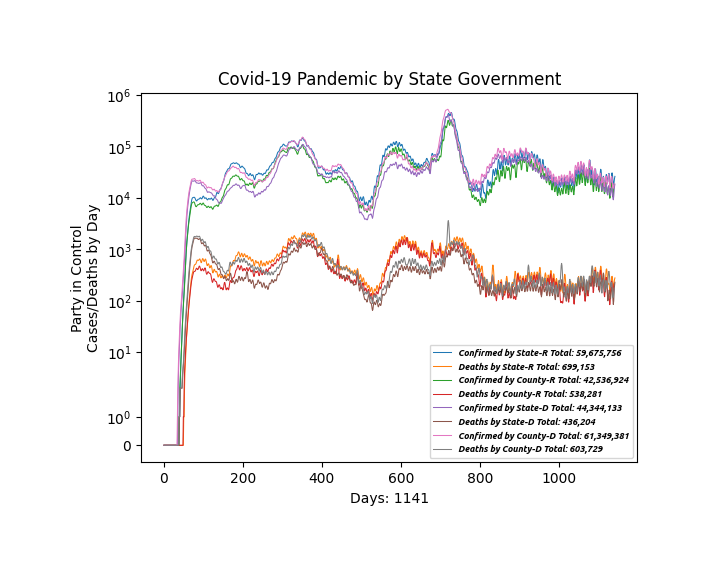 Covid-19 Pandemic by State Government
Party in Control
Cases/Deaths by Day
10⁶
10⁵
10⁴
10³
10²
10¹
10⁰
0
Confirmed by State-R Total: 59,675,756
Deaths by State-R Total: 699,153
Confirmed by County-R Total: 42,536,924
Deaths by County-R Total: 538,281
Confirmed by State-D Total: 44,344,133
Deaths by State-D Total: 436,204
Confirmed by County-D Total: 61,349,381
Deaths by County-D Total: 603,729
0 200 400 600 800 1000
Days: 1141